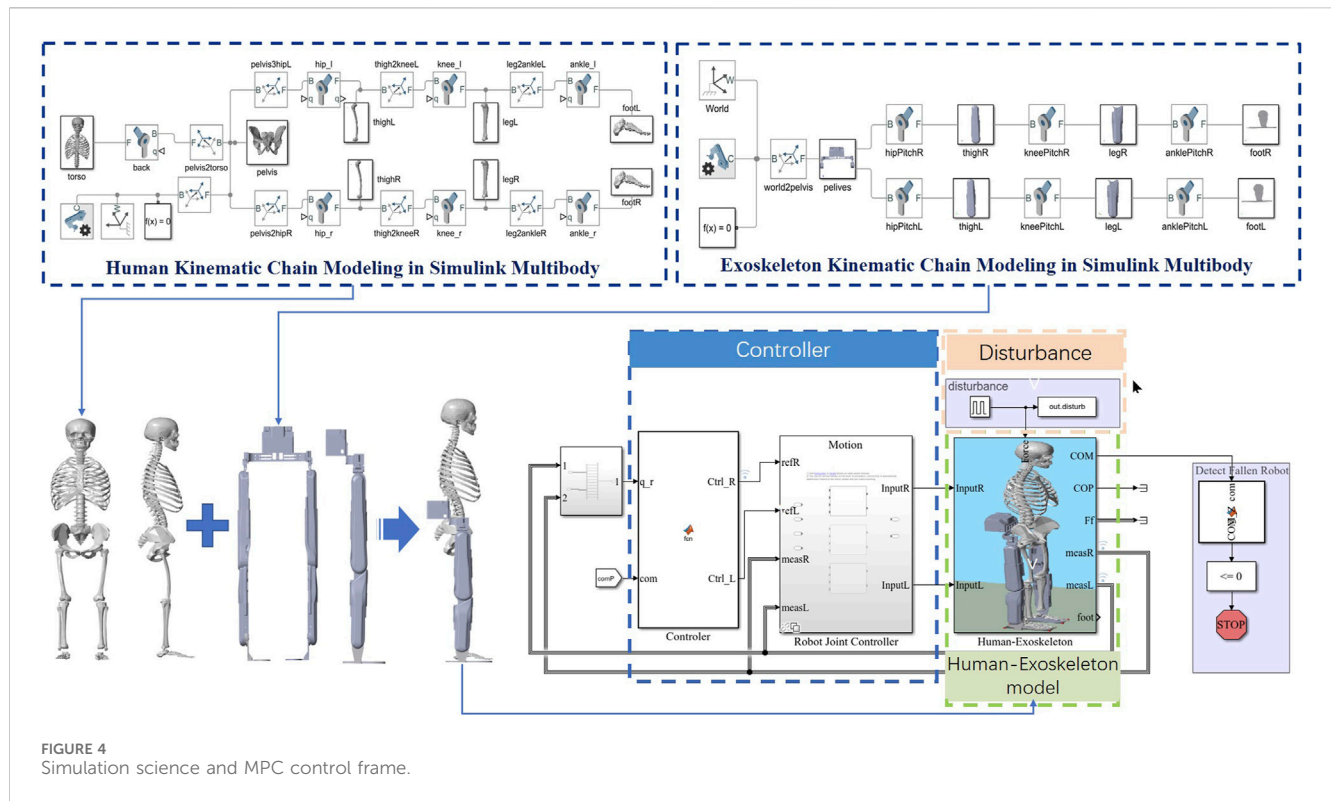 pelvis3hipL hip_l thigh2kneeL knee_l leg2ankleL ankle_l
B F B F B F B F B F B F
q q q q
thighL legL footL
B q B F
torso back pelvis2torso pelvis
thighR legR footR
B F
C W f(x) = 0
B F B F B F B F B F B F
q q q
pelvis2hipR hip_r thigh2kneeR knee_r leg2ankleR ankle_r
Human Kinematic Chain Modeling in Simulink Multibody
W
World
B F B F B F
hipPitchR thighR kneePitchR legR anklePitchR footR
C B F
world2pelvis pelives
B F B F B F
f(x) = 0
hipPitchL thighL kneePitchL legL anklePitchL footL
Exoskeleton Kinematic Chain Modeling in Simulink Multibody
Controller
Disturbance
disturbance
out.disturb
1
2
1
q_r
Ctrl_R
fcn
comP
com
Ctrl_L
Controler
Motion
refR
InputR
refL
measR
InputL
measL
Robot Joint Controller
Force
COM
InputR
COP
Ff
measR
InputL
measL
foot
Human-Exoskeleton
Human-Exoskeleton
model
Detect Fallen Robot
com
COM_Z
<= 0
STOP
FIGURE 4
Simulation science and MPC control frame.